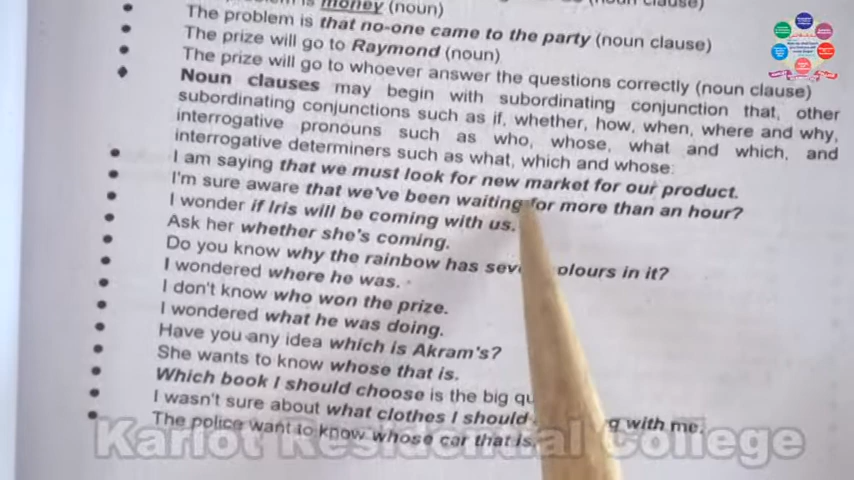 The problem is money (noun)
The problem is that no-one came to the party (noun clause)
The prize will go to Raymond (noun)
The prize will go to whoever answer the questions correctly (noun clause)
Noun clauses may begin with subordinating conjunction that, other
subordinating conjunctions such as if, whether, how, when, where and why,
interrogative pronouns such as who, whose, what and which, and
interrogative determiners such as what, which and whose:
I am saying that we must look for new market for our product.
I'm sure aware that we've been waiting for more than an hour?
I wonder if Iris will be coming with us.
Ask her whether she's coming.
Do you know why the rainbow has colours in it?
I wondered where he was.
I don't know who won the prize.
I wondered what he was doing.
Have you any idea which is Akram's?
She wants to know whose that is.
Which book I should choose is the big
I wasn't sure about what clothes I should with me.
The police want to know whose car that is.
Karlot Residential College